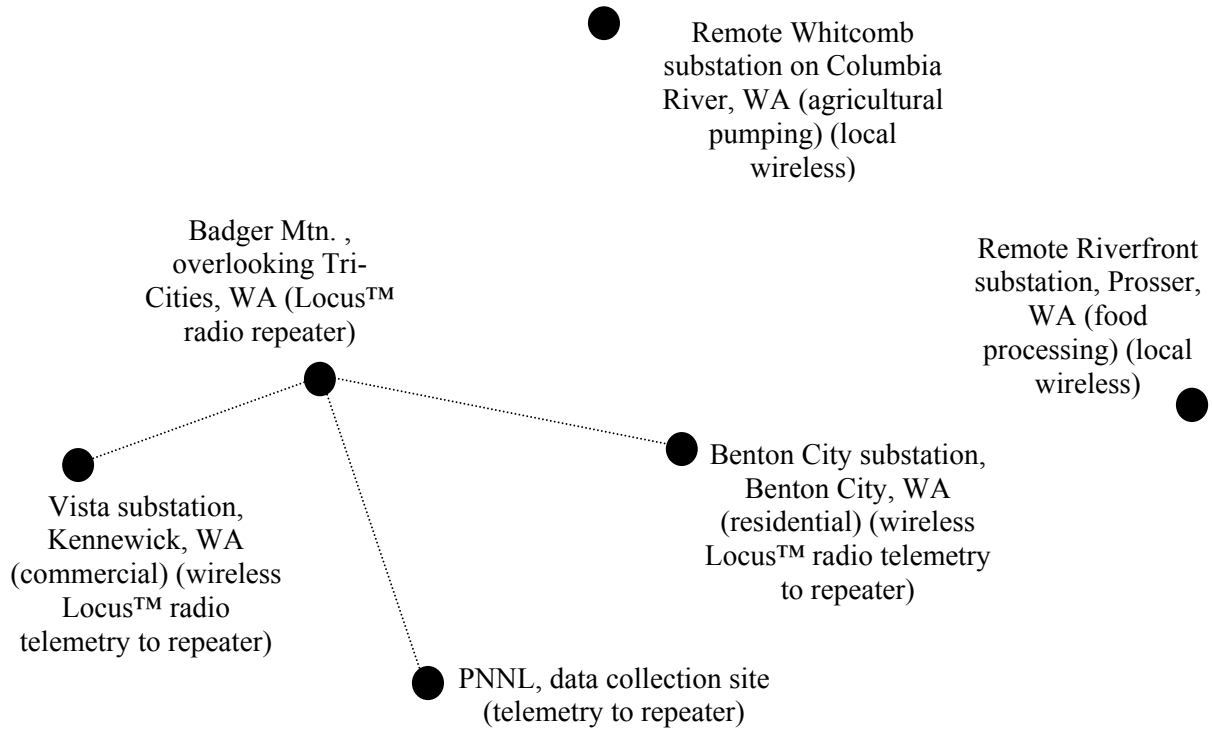 Remote Whitcomb
substation on Columbia
River, WA (agricultural
pumping) (local
wireless)
Badger Mtn. ,
overlooking Tri-
Cities, WA (Locus™
radio repeater)
Remote Riverfront
substation, Prosser,
WA (food
processing) (local
wireless)
Vista substation,
Kennewick, WA
(commercial) (wireless
Locus™ radio
telemetry to repeater)
Benton City substation,
Benton City, WA
(residential) (wireless
Locus™ radio telemetry
to repeater)
PNNL, data collection site
(telemetry to repeater)